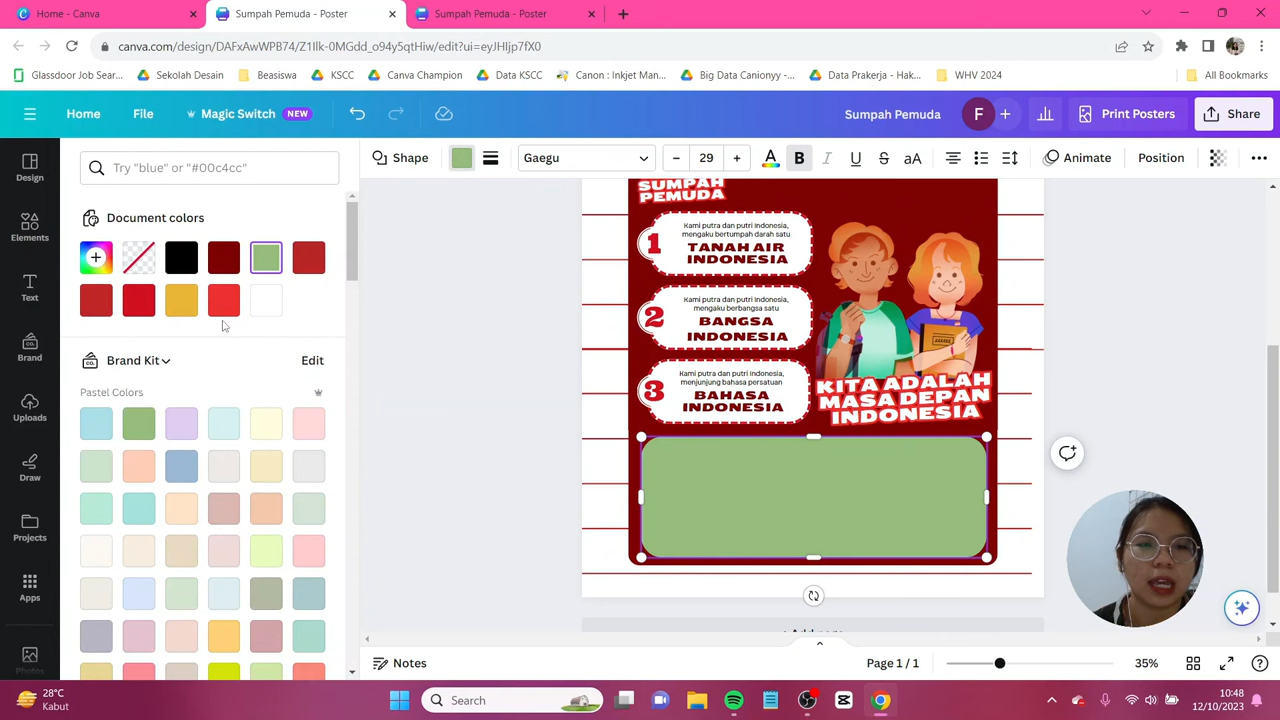 Home - Canva
Sumpah Pemuda - Poster
Sumpah Pemuda - Poster
canva.com/design/DAFxAwWPB74/Z1Ilk-0MGdd_o94y5qtHiw/edit?ui=eyJHIjp7fX0
Glassdoor Job Sear...
Sekolah Desain
Beasiswa
KSCC
Canva Champion
Data KSCC
Canon : Inkjet Man...
Big Data Canionyy -...
Data Prakerja - Hak...
WHV 2024
All Bookmarks
Home
File
Magic Switch NEW
Sumpah Pemuda
F
Print Posters
Share
Design
Elements
Text
Brand
Uploads
Draw
Projects
Apps
Photos
Try "blue" or "#00c4cc"
Document colors
Brand Kit
Edit
Pastel Colors
Shape
Gaegu
29
A
B
I
U
S
aA
Animate
Position
SUMPAH
PEMUDA
1
Kami putra dan putri Indonesia,
mengaku bertumpah darah satu
TANAH AIR
INDONESIA
2
Kami putra dan putri Indonesia,
mengaku berbangsa satu
BANGSA
INDONESIA
3
Kami putra dan putri Indonesia,
menjunjung bahasa persatuan
BAHASA
INDONESIA
KITA ADALAH
MASA DEPAN
INDONESIA
Notes
Page 1 / 1
35%
28°C
Kabut
Search
10:48
12/10/2023